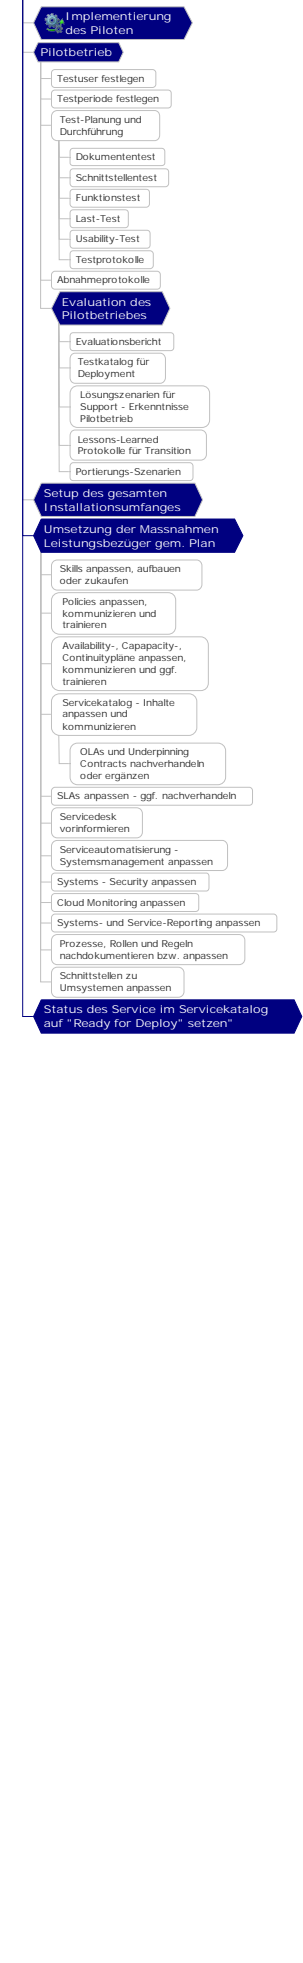 Implementierung
des Piloten
Pilotbetrieb
Testuser festlegen
Testperiode festlegen
Test-Planung und
Durchführung
Dokumententest
Schnittstellentest
Funktionstest
Last-Test
Usability-Test
Testprotokolle
Abnahmeprotokolle
Evaluation des
Pilotbetriebes
Evaluationsbericht
Testkatalog für
Deployment
Lösungszenarien für
Support - Erkenntnisse
Pilotbetrieb
Lessons-Learned
Protokolle für Transition
Portierungs-Szenarien
Setup des gesamten
Installationsumfanges
Umsetzung der Massnahmen
Leistungsbezüger gem. Plan
Skills anpassen, aufbauen
oder zukaufen
Policies anpassen,
kommunizieren und
trainieren
Availability-, Capapacity-,
Continuitypläne anpassen,
kommunizieren und ggf.
trainieren
Servicekatalog - Inhalte
anpassen und
kommunizieren
OLAs und Underpinning
Contracts nachverhandeln
oder ergänzen
SLAs anpassen - ggf. nachverhandeln
Servicedesk
vorinformieren
Serviceautomatisierung -
Systemsmanagement anpassen
Systems - Security anpassen
Cloud Monitoring anpassen
Systems- und Service-Reporting anpassen
Prozesse, Rollen und Regeln
nachdokumentieren bzw. anpassen
Schnittstellen zu
Umsystemen anpassen
Status des Service im Servicekatalog
auf "Ready for Deploy" setzen"